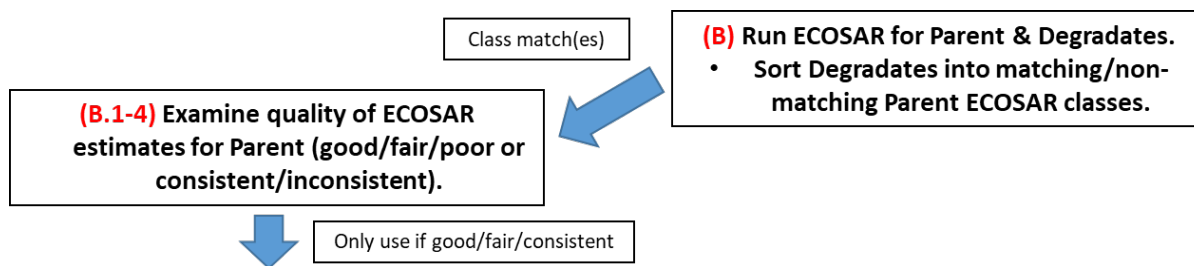 (B) Run ECOSAR for Parent & Degradates.
• Sort Degradates into matching/non-
matching Parent ECOSAR classes.
Class match(es)
(B.1-4) Examine quality of ECOSAR
estimates for Parent (good/fair/poor or
consistent/inconsistent).
Only use if good/fair/consistent